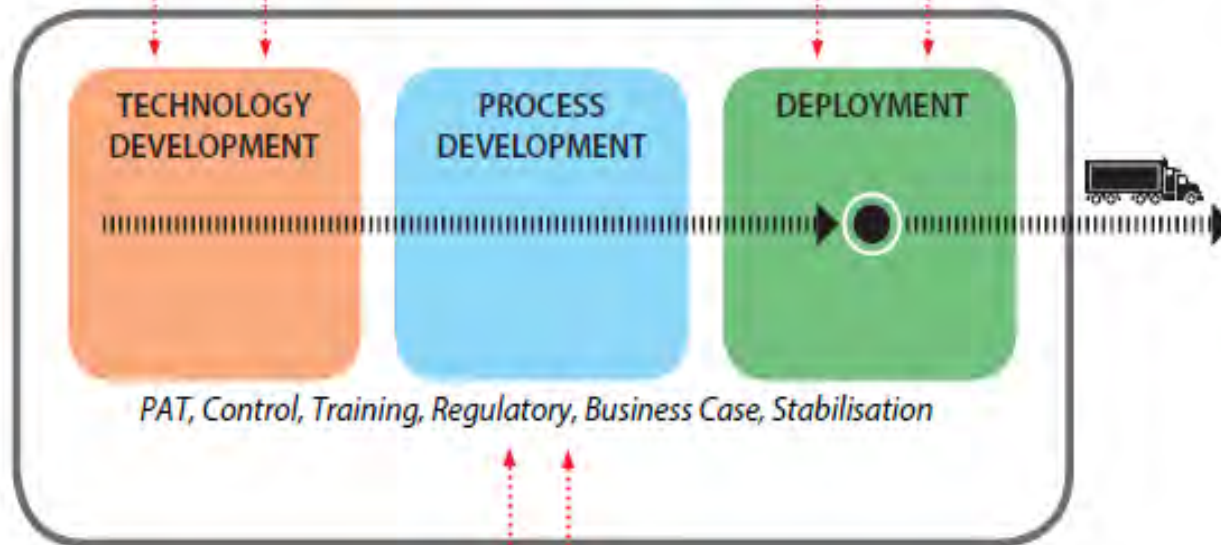 TECHNOLOGY
DEVELOPMENT
PROCESS
DEVELOPMENT
DEPLOYMENT
PAT, Control, Training, Regulatory, Business Case, Stabilisation